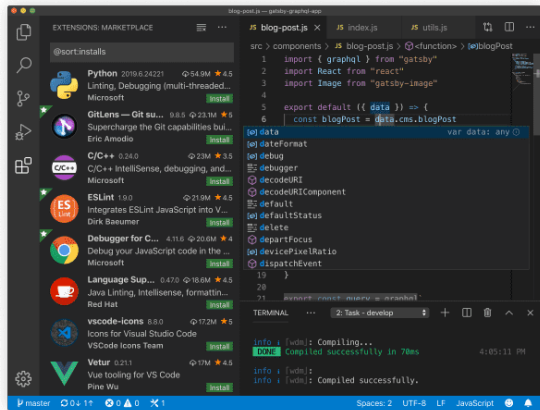 blog-post.js — gatsby-graphql-app
EXTENSIONS: MARKETPLACE
@sort:installs
Python 2019.6.24221 54.9M ★ 4.5
Linting, Debugging (multi-threaded...
Microsoft Install
GitLens — Git su... 9.8.5 23.1M ★ 5
Supercharge the Git capabilities bui...
Eric Amodio Install
C/C++ 0.24.0 23M ★ 3.5
C/C++ IntelliSense, debugging, and...
Microsoft Install
ESLint 1.9.0 21.9M ★ 4.5
Integrates ESLint JavaScript into V...
Dirk Baeumer Install
Debugger for C... 4.11.6 20.6M ★ 4
Debug your JavaScript code in the ...
Microsoft Install
Language Sup... 0.47.0 18.6M ★ 4.5
Java Linting, Intellisense, formattin...
Red Hat Install
vscode-icons 8.8.0 17.2M ★ 5
Icons for Visual Studio Code
VSCode Icons Team Install
Vetur 0.21.1 17M ★ 4.5
Vue tooling for VS Code
Pine Wu Install
C/C++
ES
Lint
JS blog-post.js × JS index.js JS utils.js
src > components > JS blog-post.js > <function> > blogPost
1 import { graphql } from "gatsby"
2 import React from "react"
3 import Image from "gatsby-image"
4
5 export default ({ data }) => {
6 const blogPost = data.cms.blogPost
data var data: any
dateFormat
debug
debugger
decodeURI
decodeURIComponent
default
defaultStatus
delete
departFocus
devicePixelRatio
dispatchEvent
19 }
20
21 export const query = graphql`
TERMINAL ... 2: Task - develop
info : [wdm]: Compiling...
DONE Compiled successfully in 70ms 4:05:11 PM
info : [wdm]:
info : [wdm]: Compiled successfully.
master 0↓ 1↑ 0 0 1 Spaces: 2 UTF-8 LF JavaScript